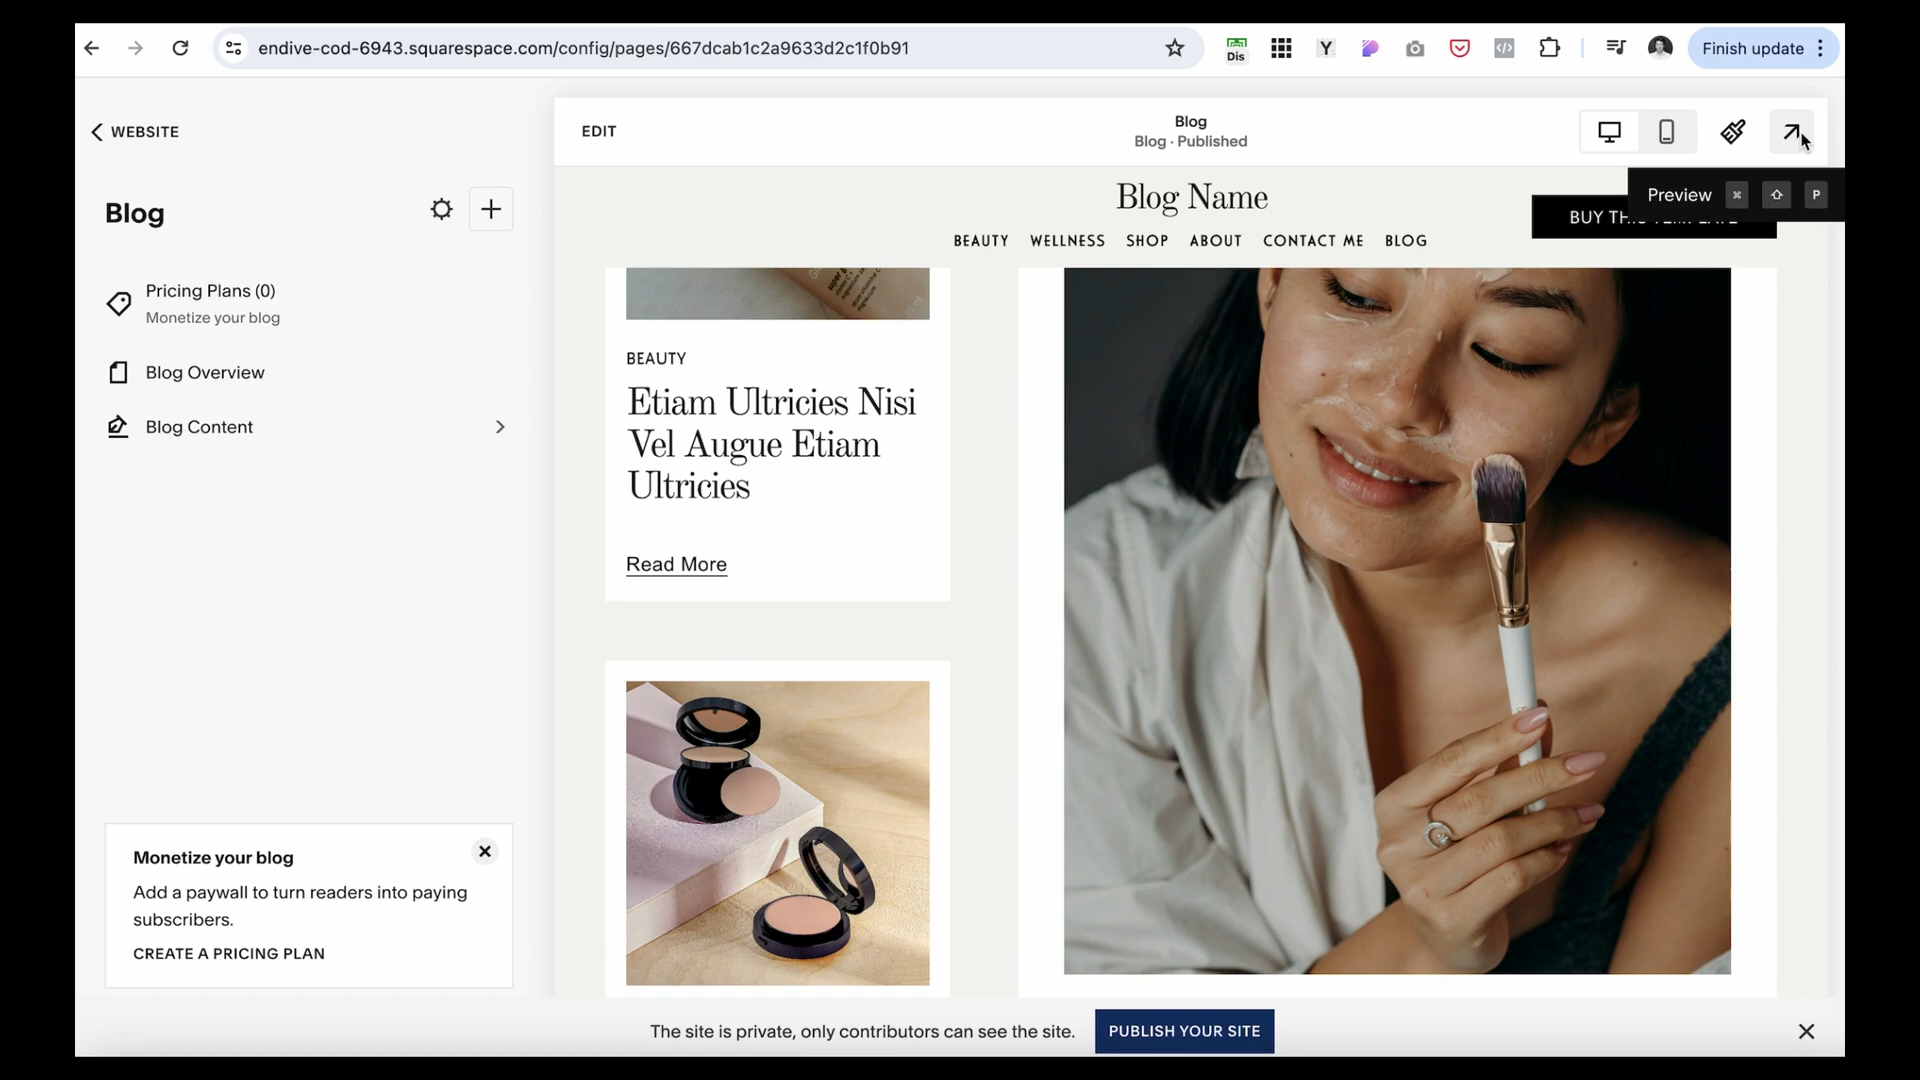 endive-cod-6943.squarespace.com/config/pages/667dcab1c2a9633d2c1f0b91
Dis
Y
Finish update
WEBSITE
EDIT
Blog
Blog · Published
Preview ⌘ ⇧ P
Blog
Pricing Plans (0)
Monetize your blog
Blog Overview
Blog Content
Blog Name
BUY
BEAUTY WELLNESS SHOP ABOUT CONTACT ME BLOG
BEAUTY
Etiam Ultricies Nisi
Vel Augue Etiam
Ultricies
Read More
Monetize your blog
Add a paywall to turn readers into paying
subscribers.
CREATE A PRICING PLAN
The site is private, only contributors can see the site.
PUBLISH YOUR SITE